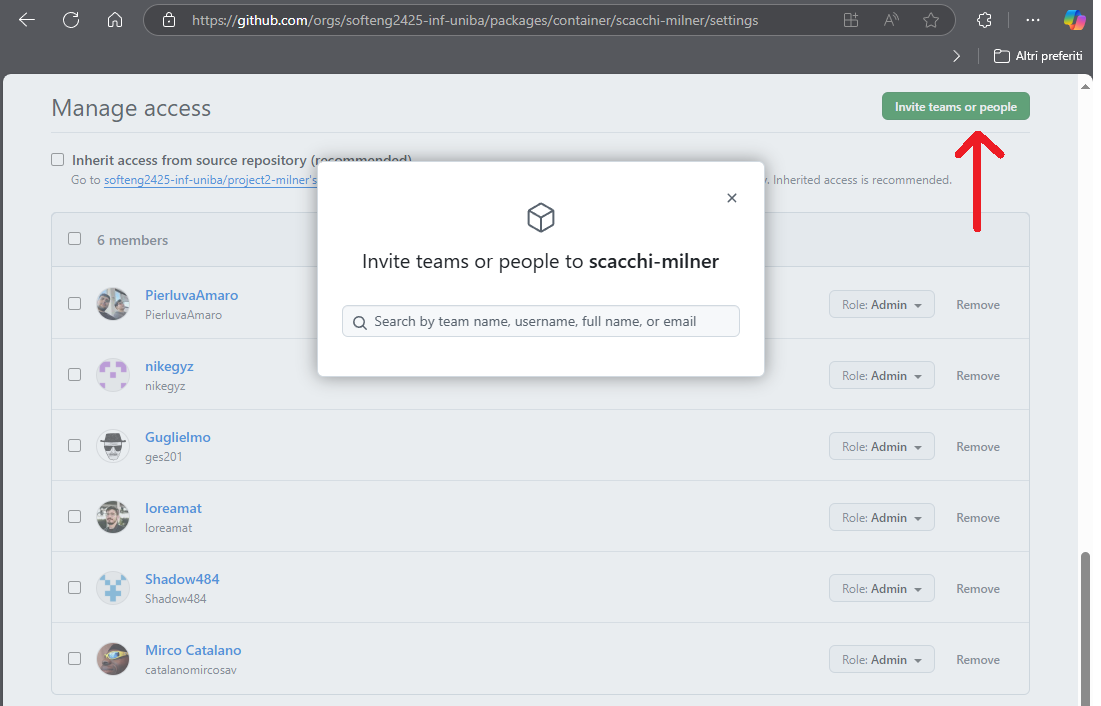 https://github.com/orgs/softeng2425-inf-uniba/packages/container/scacchi-milner/settings
Altri preferiti
Manage access
Invite teams or people
Inherit access from source repository (recommended)
Go to softeng2425-inf-uniba/project2-milner's
. Inherited access is recommended.
Invite teams or people to scacchi-milner
Search by team name, username, full name, or email
6 members
PierluvaAmaro
PierluvaAmaro
Role: Admin
Remove
nikegyz
nikegyz
Role: Admin
Remove
Guglielmo
ges201
Role: Admin
Remove
loreamat
loreamat
Role: Admin
Remove
Shadow484
Shadow484
Role: Admin
Remove
Mirco Catalano
catalanomircosav
Role: Admin
Remove